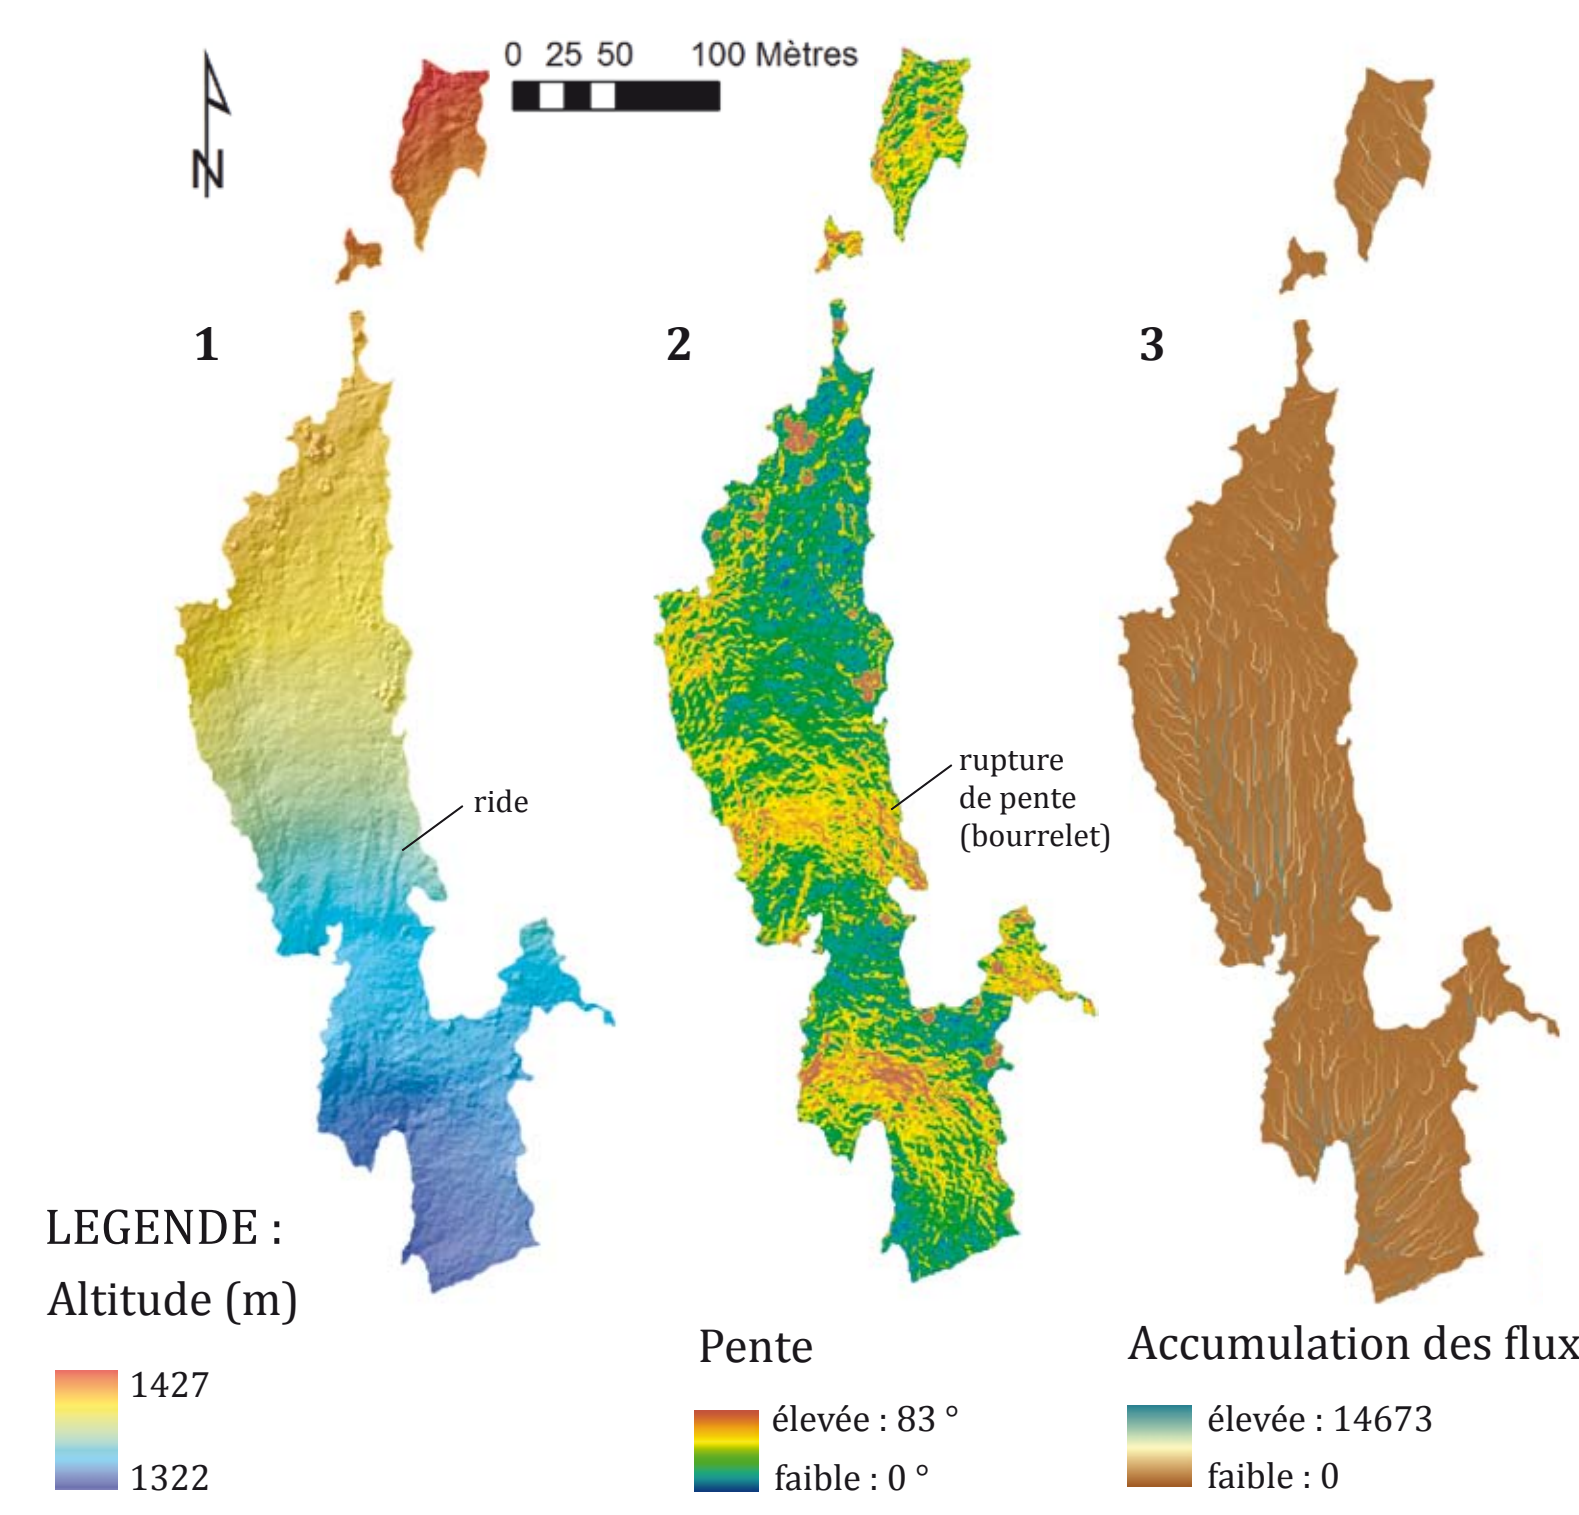 0 25 50 100 Mètres
N
1
2
3
ride
rupture
de pente
(bourrelet)
LEGENDE :
Altitude (m)
1427
1322
Pente
élevée : 83 °
faible : 0 °
Accumulation des flux
élevée : 14673
faible : 0